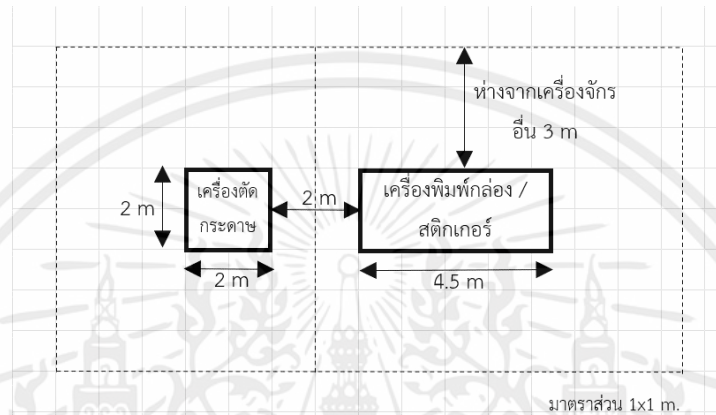 ห่างจากเครื่องจักร
อื่น 3 m
เครื่องตัด
กระดาษ
2 m
2 m
เครื่องพิมพ์กล่อง /
สติกเกอร์
2 m
4.5 m
มาตราส่วน 1x1 m.